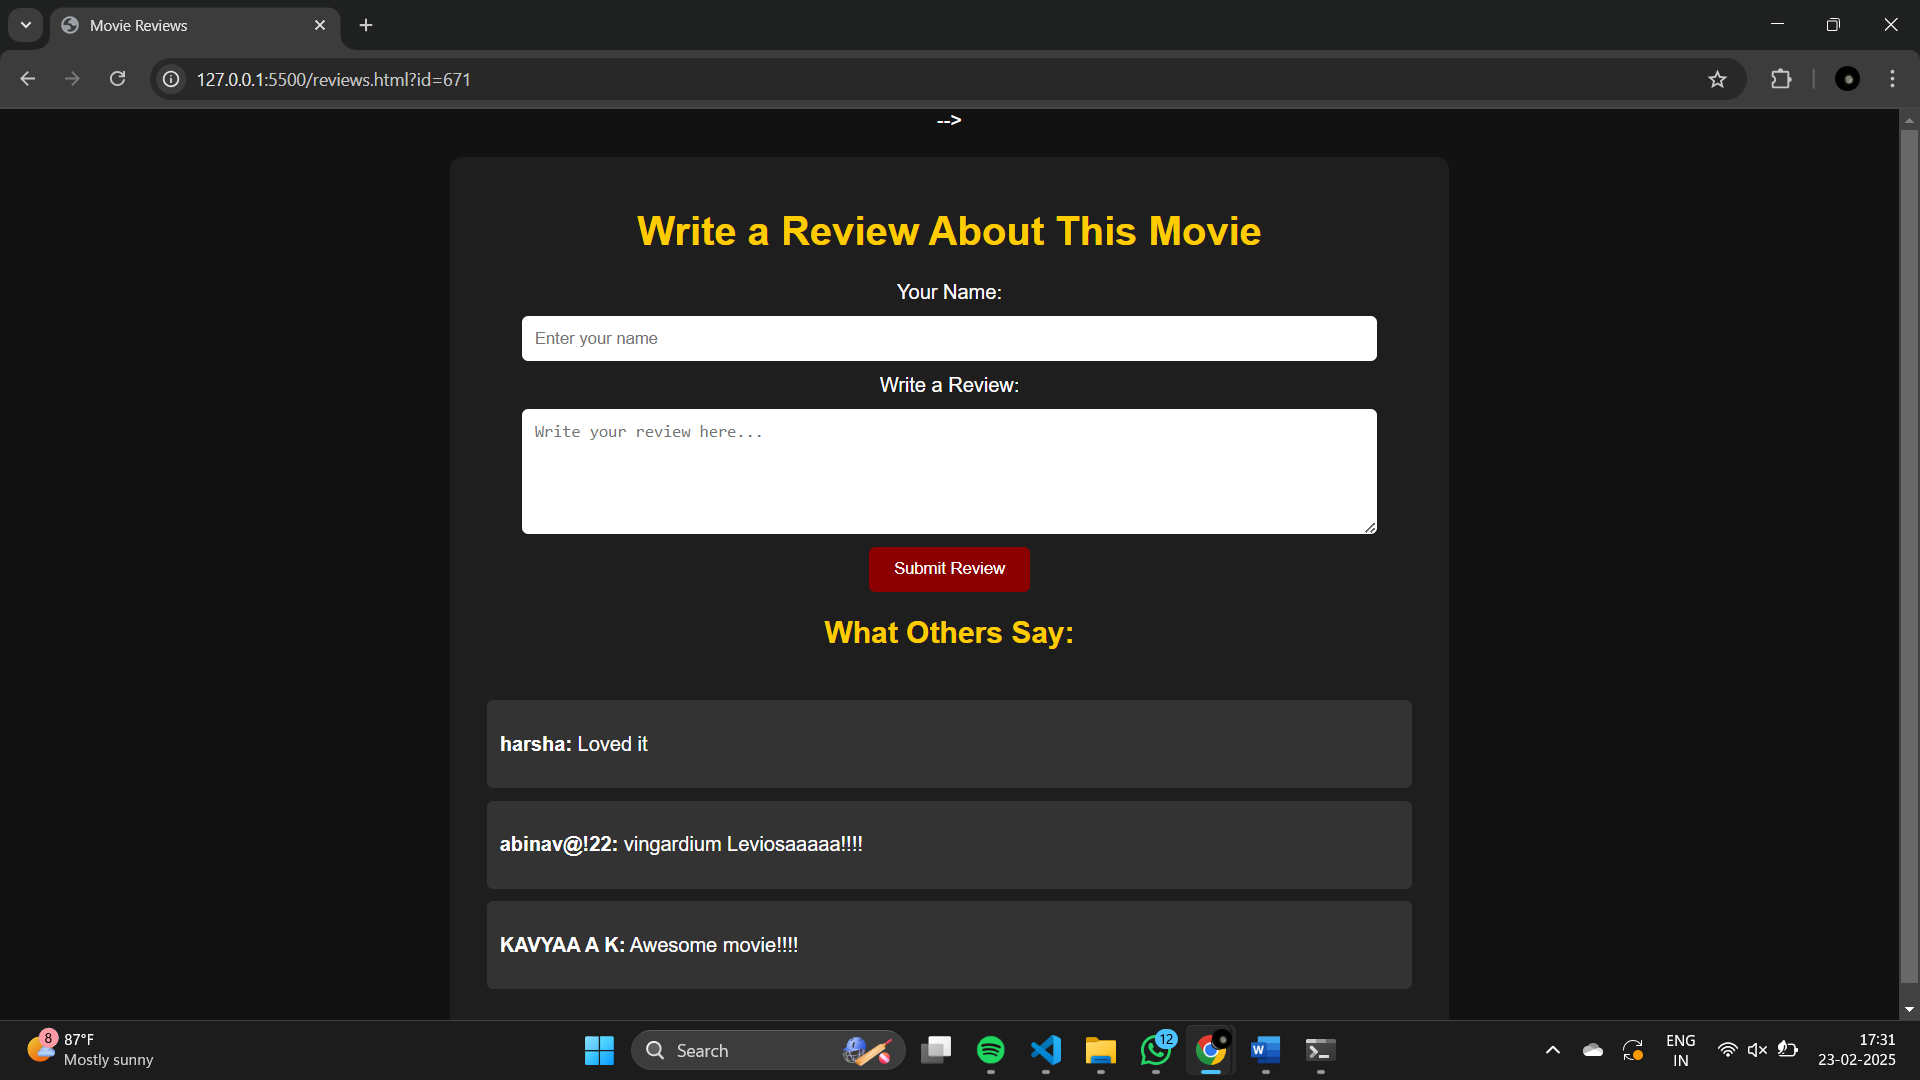 Movie Reviews
127.0.0.1:5500/reviews.html?id=671
-->
Write a Review About This Movie
Your Name:
Enter your name
Write a Review:
Write your review here...
Submit Review
What Others Say:
harsha: Loved it
abinav@!22: vingardium Leviosaaaaa!!!!
KAVYAA A K: Awesome movie!!!!
8
87°F
Mostly sunny
Search
12
W
ENG
IN
17:31
23-02-2025